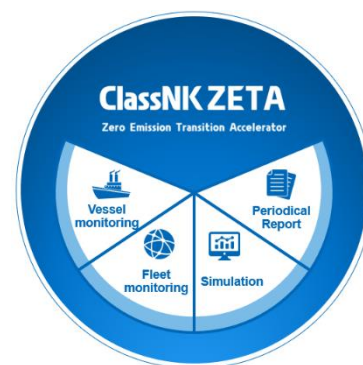 ClassNK ZETA
Zero Emission Transition Accelerator
Vessel
monitoring
Fleet
monitoring
Simulation
Periodical
Report